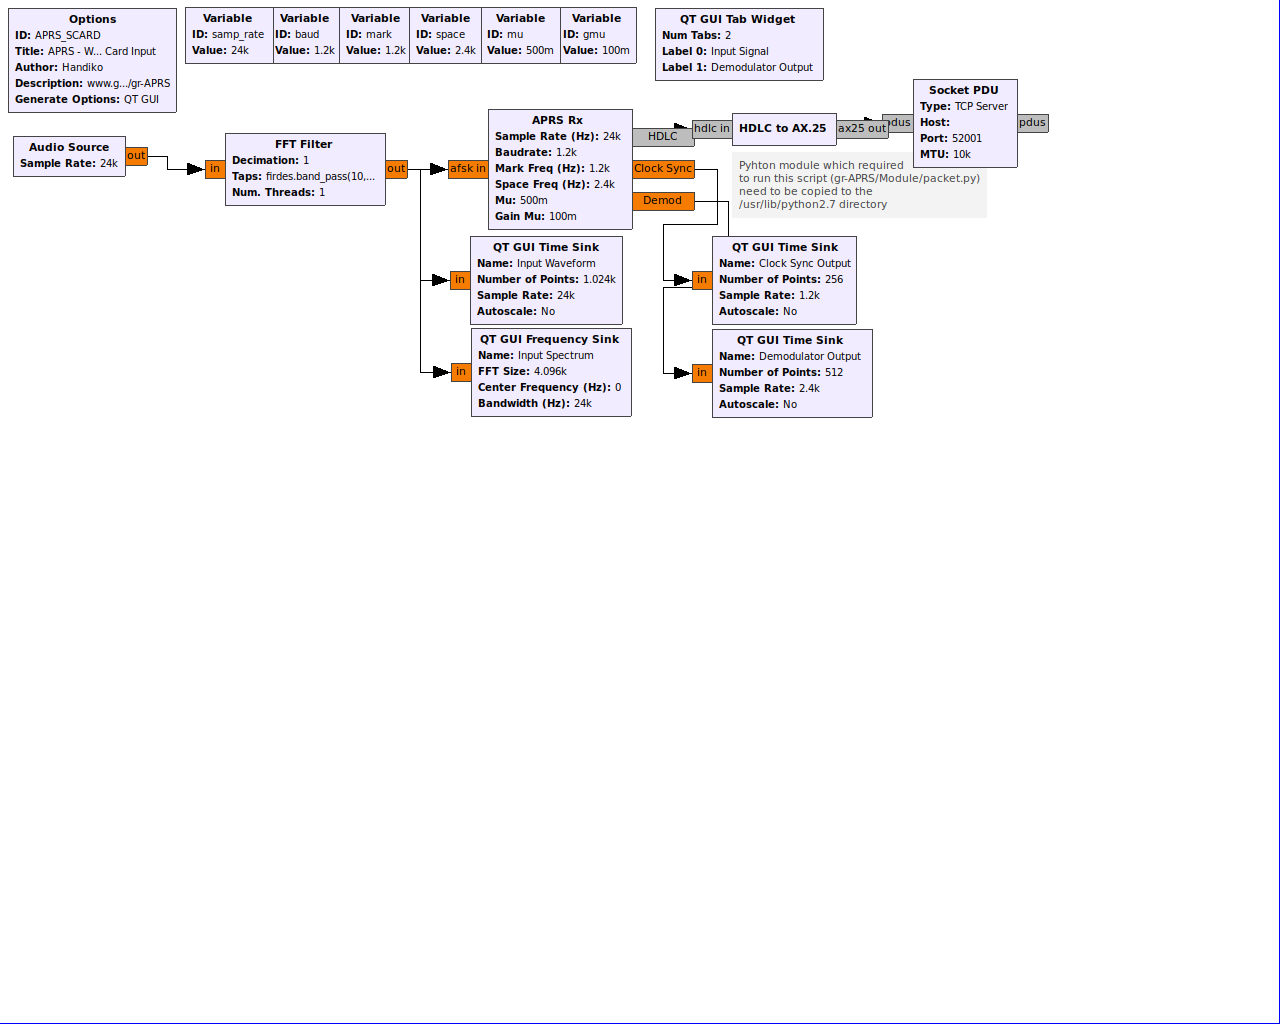 Options
ID: APRS_SCARD
Title: APRS - W... Card Input
Author: Handiko
Description: www.g.../gr-APRS
Generate Options: QT GUI
Variable
ID: samp_rate
Value: 24k
Variable
ID: baud
Value: 1.2k
Variable
ID: mark
Value: 1.2k
Variable
ID: space
Value: 2.4k
Variable
ID: mu
Value: 500m
Variable
ID: gmu
Value: 100m
QT GUI Tab Widget
Num Tabs: 2
Label 0: Input Signal
Label 1: Demodulator Output
Audio Source
Sample Rate: 24k
out
in
FFT Filter
Decimation: 1
Taps: firdes.band_pass(10,...
Num. Threads: 1
out
afsk in
APRS Rx
Sample Rate (Hz): 24k
Baudrate: 1.2k
Mark Freq (Hz): 1.2k
Space Freq (Hz): 2.4k
Mu: 500m
Gain Mu: 100m
HDLC
Clock Sync
Demod
hdlc in
HDLC to AX.25
ax25 out
pdus
Socket PDU
Type: TCP Server
Host:
Port: 52001
MTU: 10k
pdus
Pyhton module which required
to run this script (gr-APRS/Module/packet.py)
need to be copied to the
/usr/lib/python2.7 directory
in
QT GUI Time Sink
Name: Input Waveform
Number of Points: 1.024k
Sample Rate: 24k
Autoscale: No
in
QT GUI Time Sink
Name: Clock Sync Output
Number of Points: 256
Sample Rate: 1.2k
Autoscale: No
in
QT GUI Frequency Sink
Name: Input Spectrum
FFT Size: 4.096k
Center Frequency (Hz): 0
Bandwidth (Hz): 24k
in
QT GUI Time Sink
Name: Demodulator Output
Number of Points: 512
Sample Rate: 2.4k
Autoscale: No